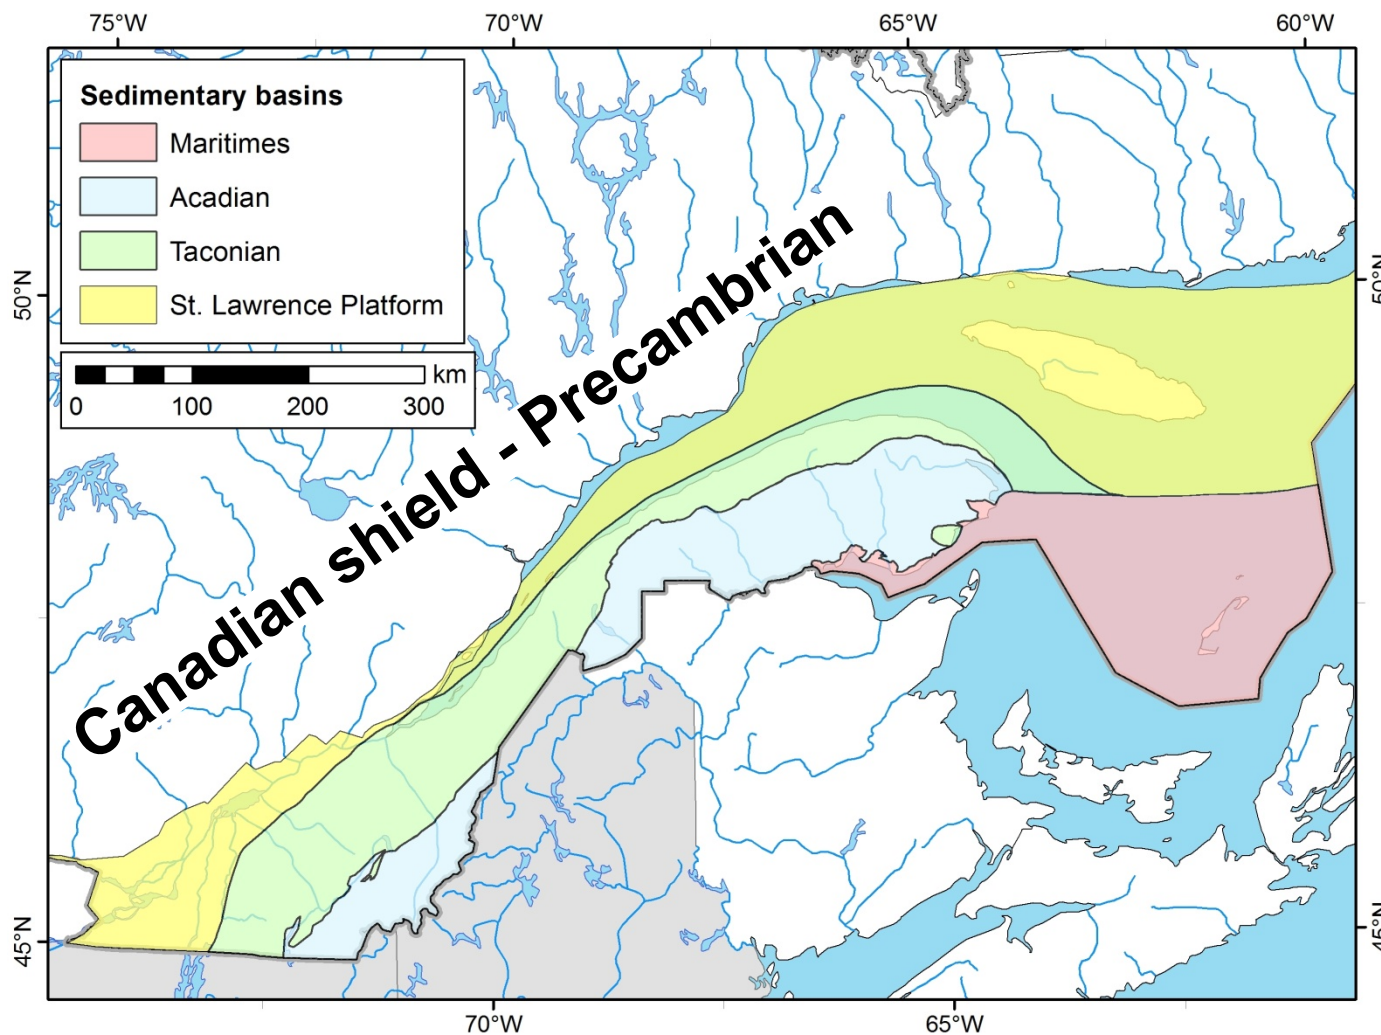 75°W 70°W 65°W 60°W
Sedimentary basins
Maritimes
Acadian
Taconian
St. Lawrence Platform
km
0 100 200 300
Canadian shield - Precambrian
50°N 50°N
45°N 45°N
70°W 65°W